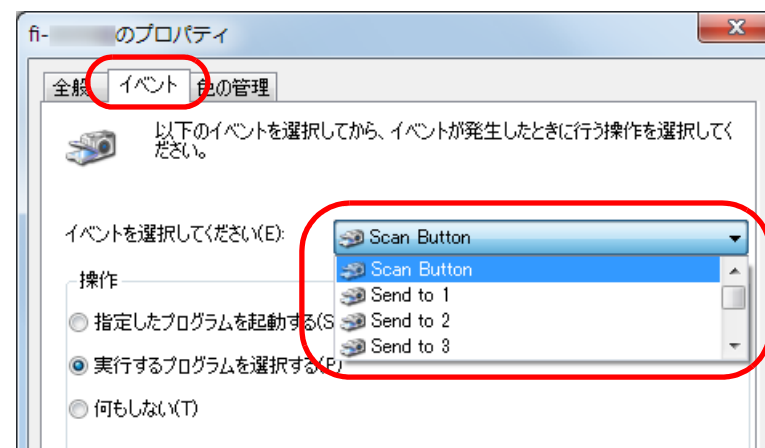 fi- のプロパティ
全般 イベント 色の管理
以下のイベントを選択してから、イベントが発生したときに行う操作を選択してく
ださい。
イベントを選択してください(E): Scan Button
Scan Button
Send to 1
Send to 2
Send to 3
操作
指定したプログラムを起動する(S
実行するプログラムを選択する(P)
何もしない(T)